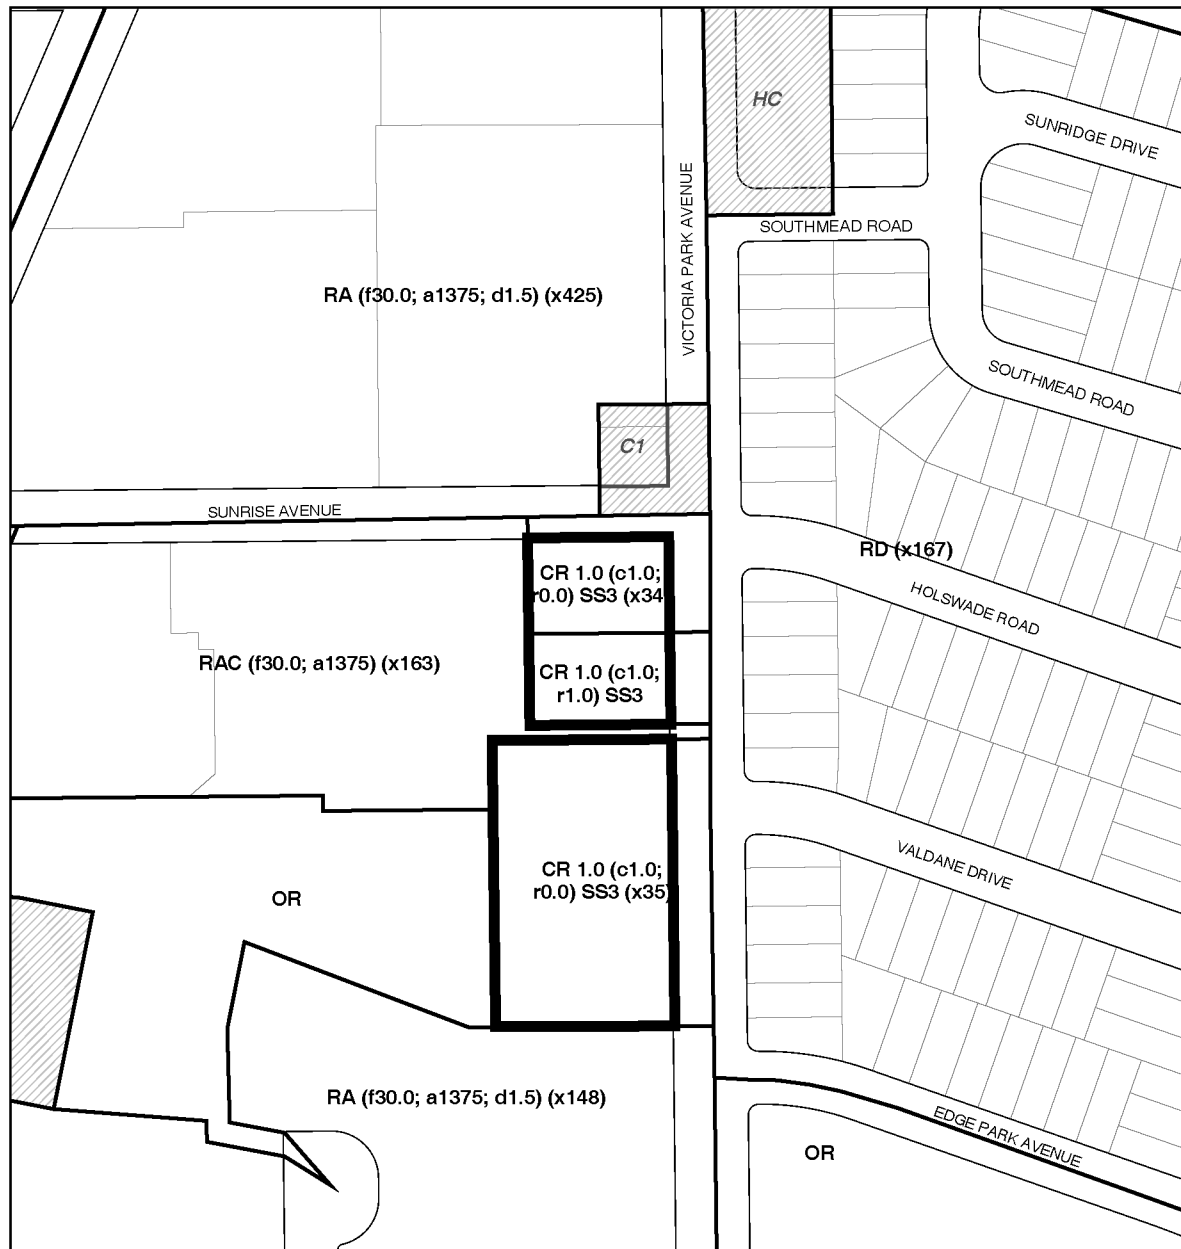 HC
SUNRIDGE DRIVE
VICTORIA PARK AVENUE
SOUTHMEAD ROAD
RA (f30.0; a1375; d1.5) (x425)
SOUTHMEAD ROAD
C1
SUNRISE AVENUE
RD (x167)
CR 1.0 (c1.0;
r0.0) SS3 (x34
HOLSWADE ROAD
RAC (f30.0; a1375) (x163)
CR 1.0 (c1.0;
r1.0) SS3
VALDANE DRIVE
CR 1.0 (c1.0;
r0.0) SS3 (x35)
OR
RA (f30.0; a1375; d1.5) (x148)
EDGE PARK AVENUE
OR